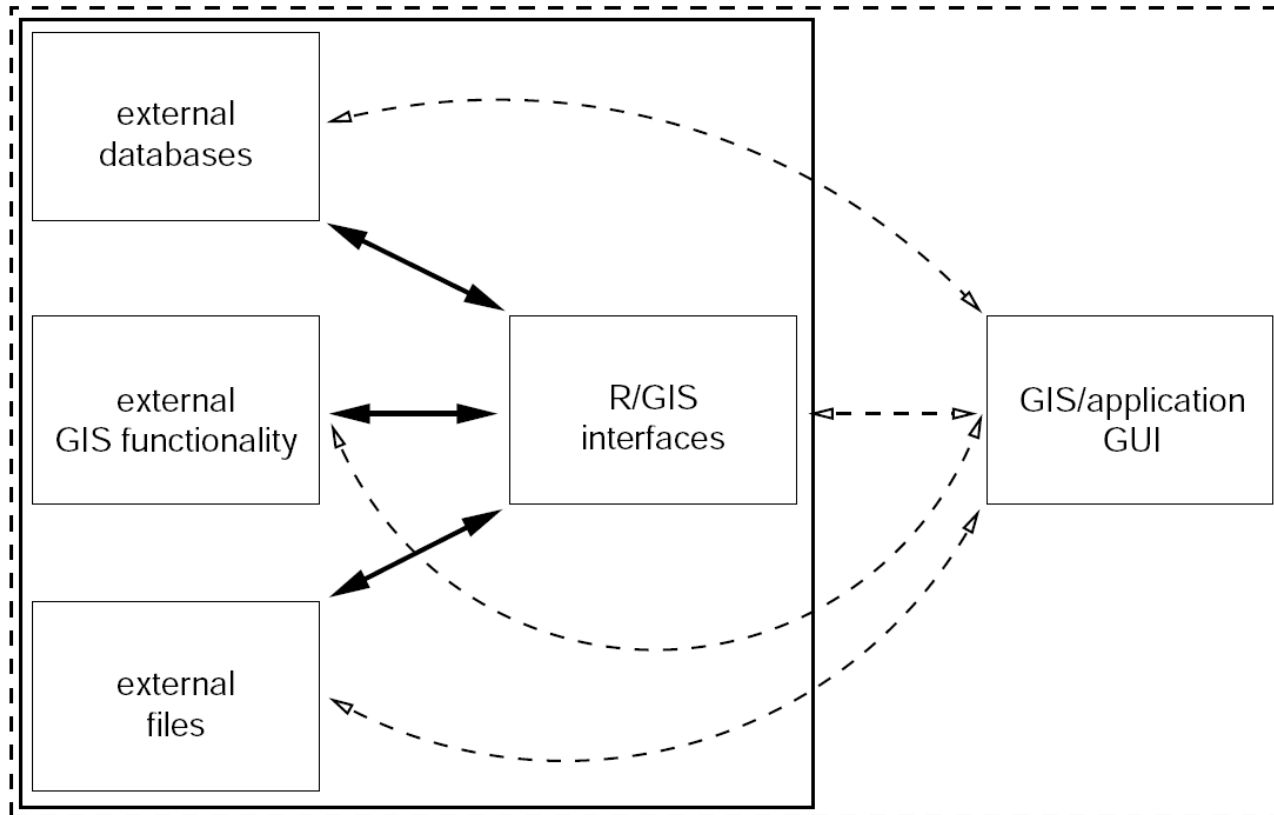 external
databases
external
GIS functionality
R/GIS
interfaces
GIS/application
GUI
external
files